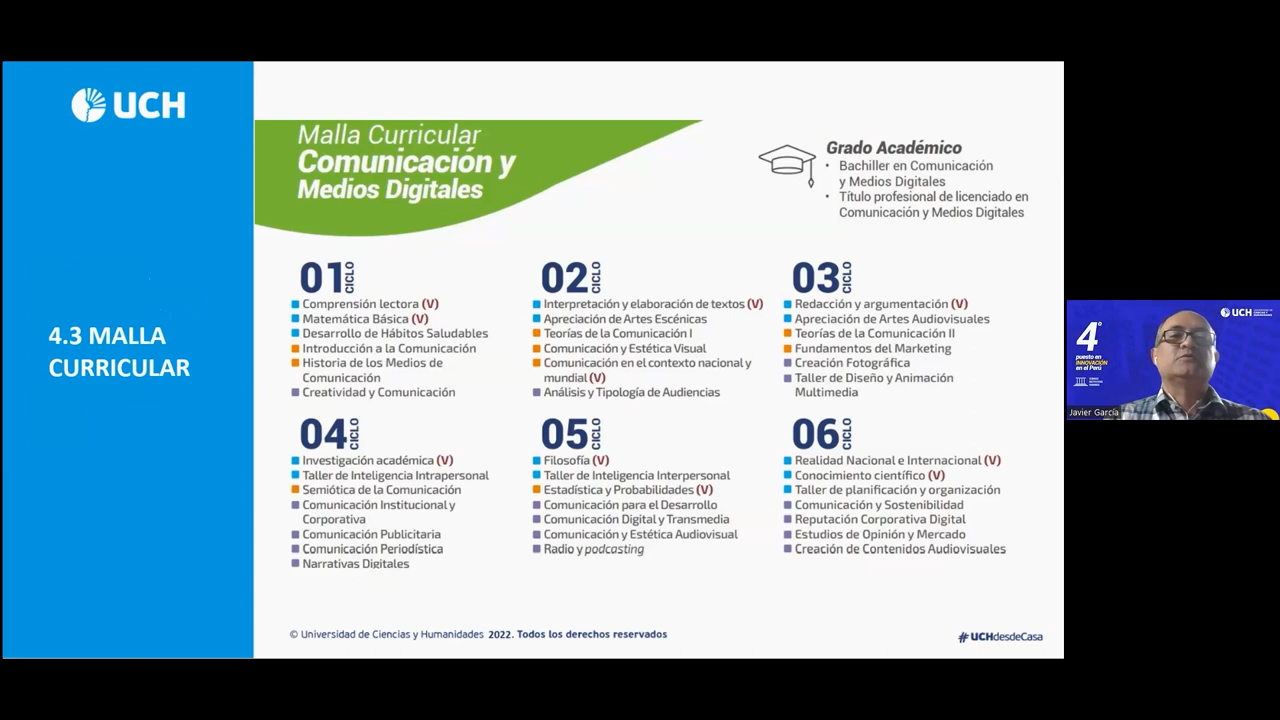 UCH
4.3 MALLA
CURRICULAR
Malla Curricular
Comunicación y
Medios Digitales
Grado Académico
• Bachiller en Comunicación
y Medios Digitales
• Título profesional de licenciado en
Comunicación y Medios Digitales
01 CICLO
Comprensión lectora (V)
Matemática Básica (V)
Desarrollo de Hábitos Saludables
Introducción a la Comunicación
Historia de los Medios de
Comunicación
Creatividad y Comunicación
02 CICLO
Interpretación y elaboración de textos (V)
Apreciación de Artes Escénicas
Teorías de la Comunicación I
Comunicación y Estética Visual
Comunicación en el contexto nacional y
mundial (V)
Análisis y Tipología de Audiencias
03 CICLO
Redacción y argumentación (V)
Apreciación de Artes Audiovisuales
Teorías de la Comunicación II
Fundamentos del Marketing
Creación Fotográfica
Taller de Diseño y Animación
Multimedia
04 CICLO
Investigación académica (V)
Taller de Inteligencia Intrapersonal
Semiótica de la Comunicación
Comunicación Institucional y
Corporativa
Comunicación Publicitaria
Comunicación Periodística
Narrativas Digitales
05 CICLO
Filosofía (V)
Taller de Inteligencia Interpersonal
Estadística y Probabilidades (V)
Comunicación para el Desarrollo
Comunicación Digital y Transmedia
Comunicación y Estética Audiovisual
Radio y podcasting
06 CICLO
Realidad Nacional e Internacional (V)
Conocimiento científico (V)
Taller de planificación y organización
Comunicación y Sostenibilidad
Reputación Corporativa Digital
Estudios de Opinión y Mercado
Creación de Contenidos Audiovisuales
© Universidad de Ciencias y Humanidades 2022. Todos los derechos reservados
#UCHdesdeCasa
UCH
4°
puesto en
INNOVACIÓN
en el Perú
Javier García